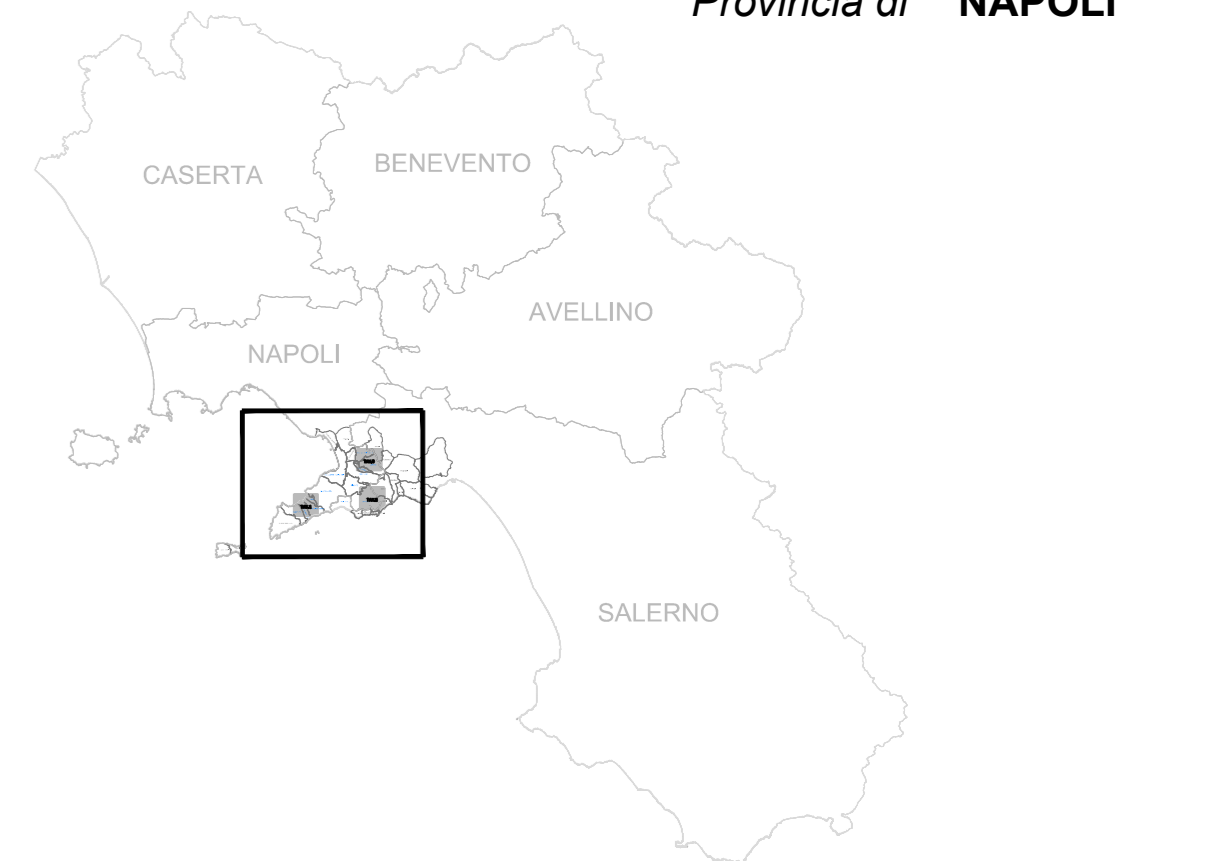 Provincia di NAPOLI
BENEVENTO
CASERTA
AVELLINO
NAPOLI
SALERNO